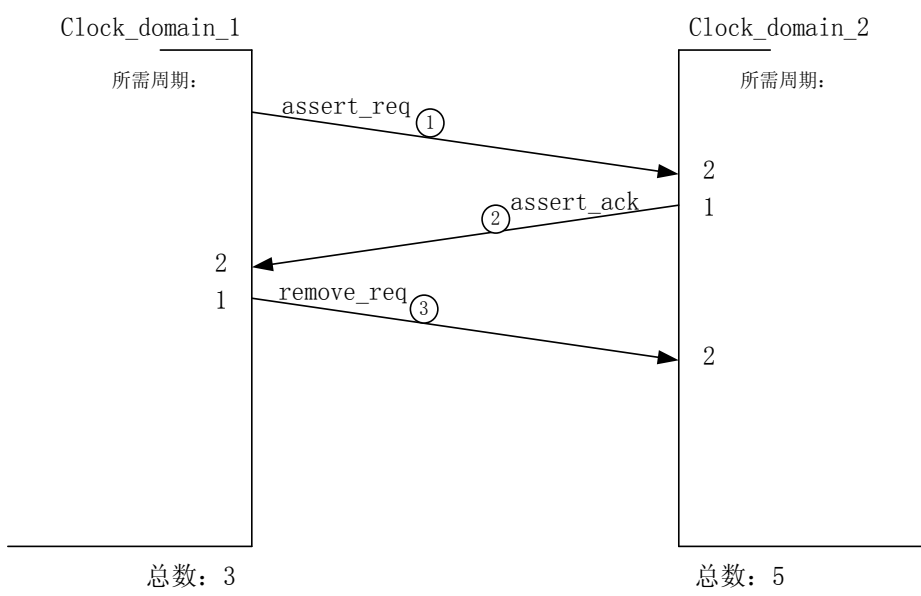 Clock_domain_1
Clock_domain_2
所需周期:
所需周期:
assert_req
1
2
assert_ack
2
1
2
1
remove_req
3
2
总数: 3
总数: 5